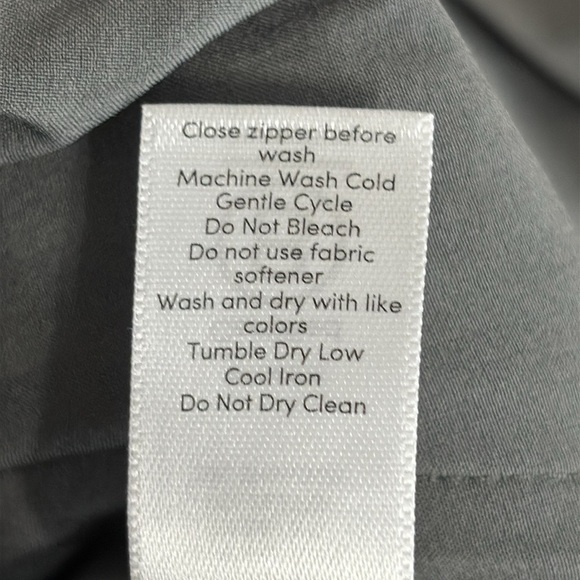 Close zipper before
wash
Machine Wash Cold
Gentle Cycle
Do Not Bleach
Do not use fabric
softener
Wash and dry with like
colors
Tumble Dry Low
Cool Iron
Do Not Dry Clean